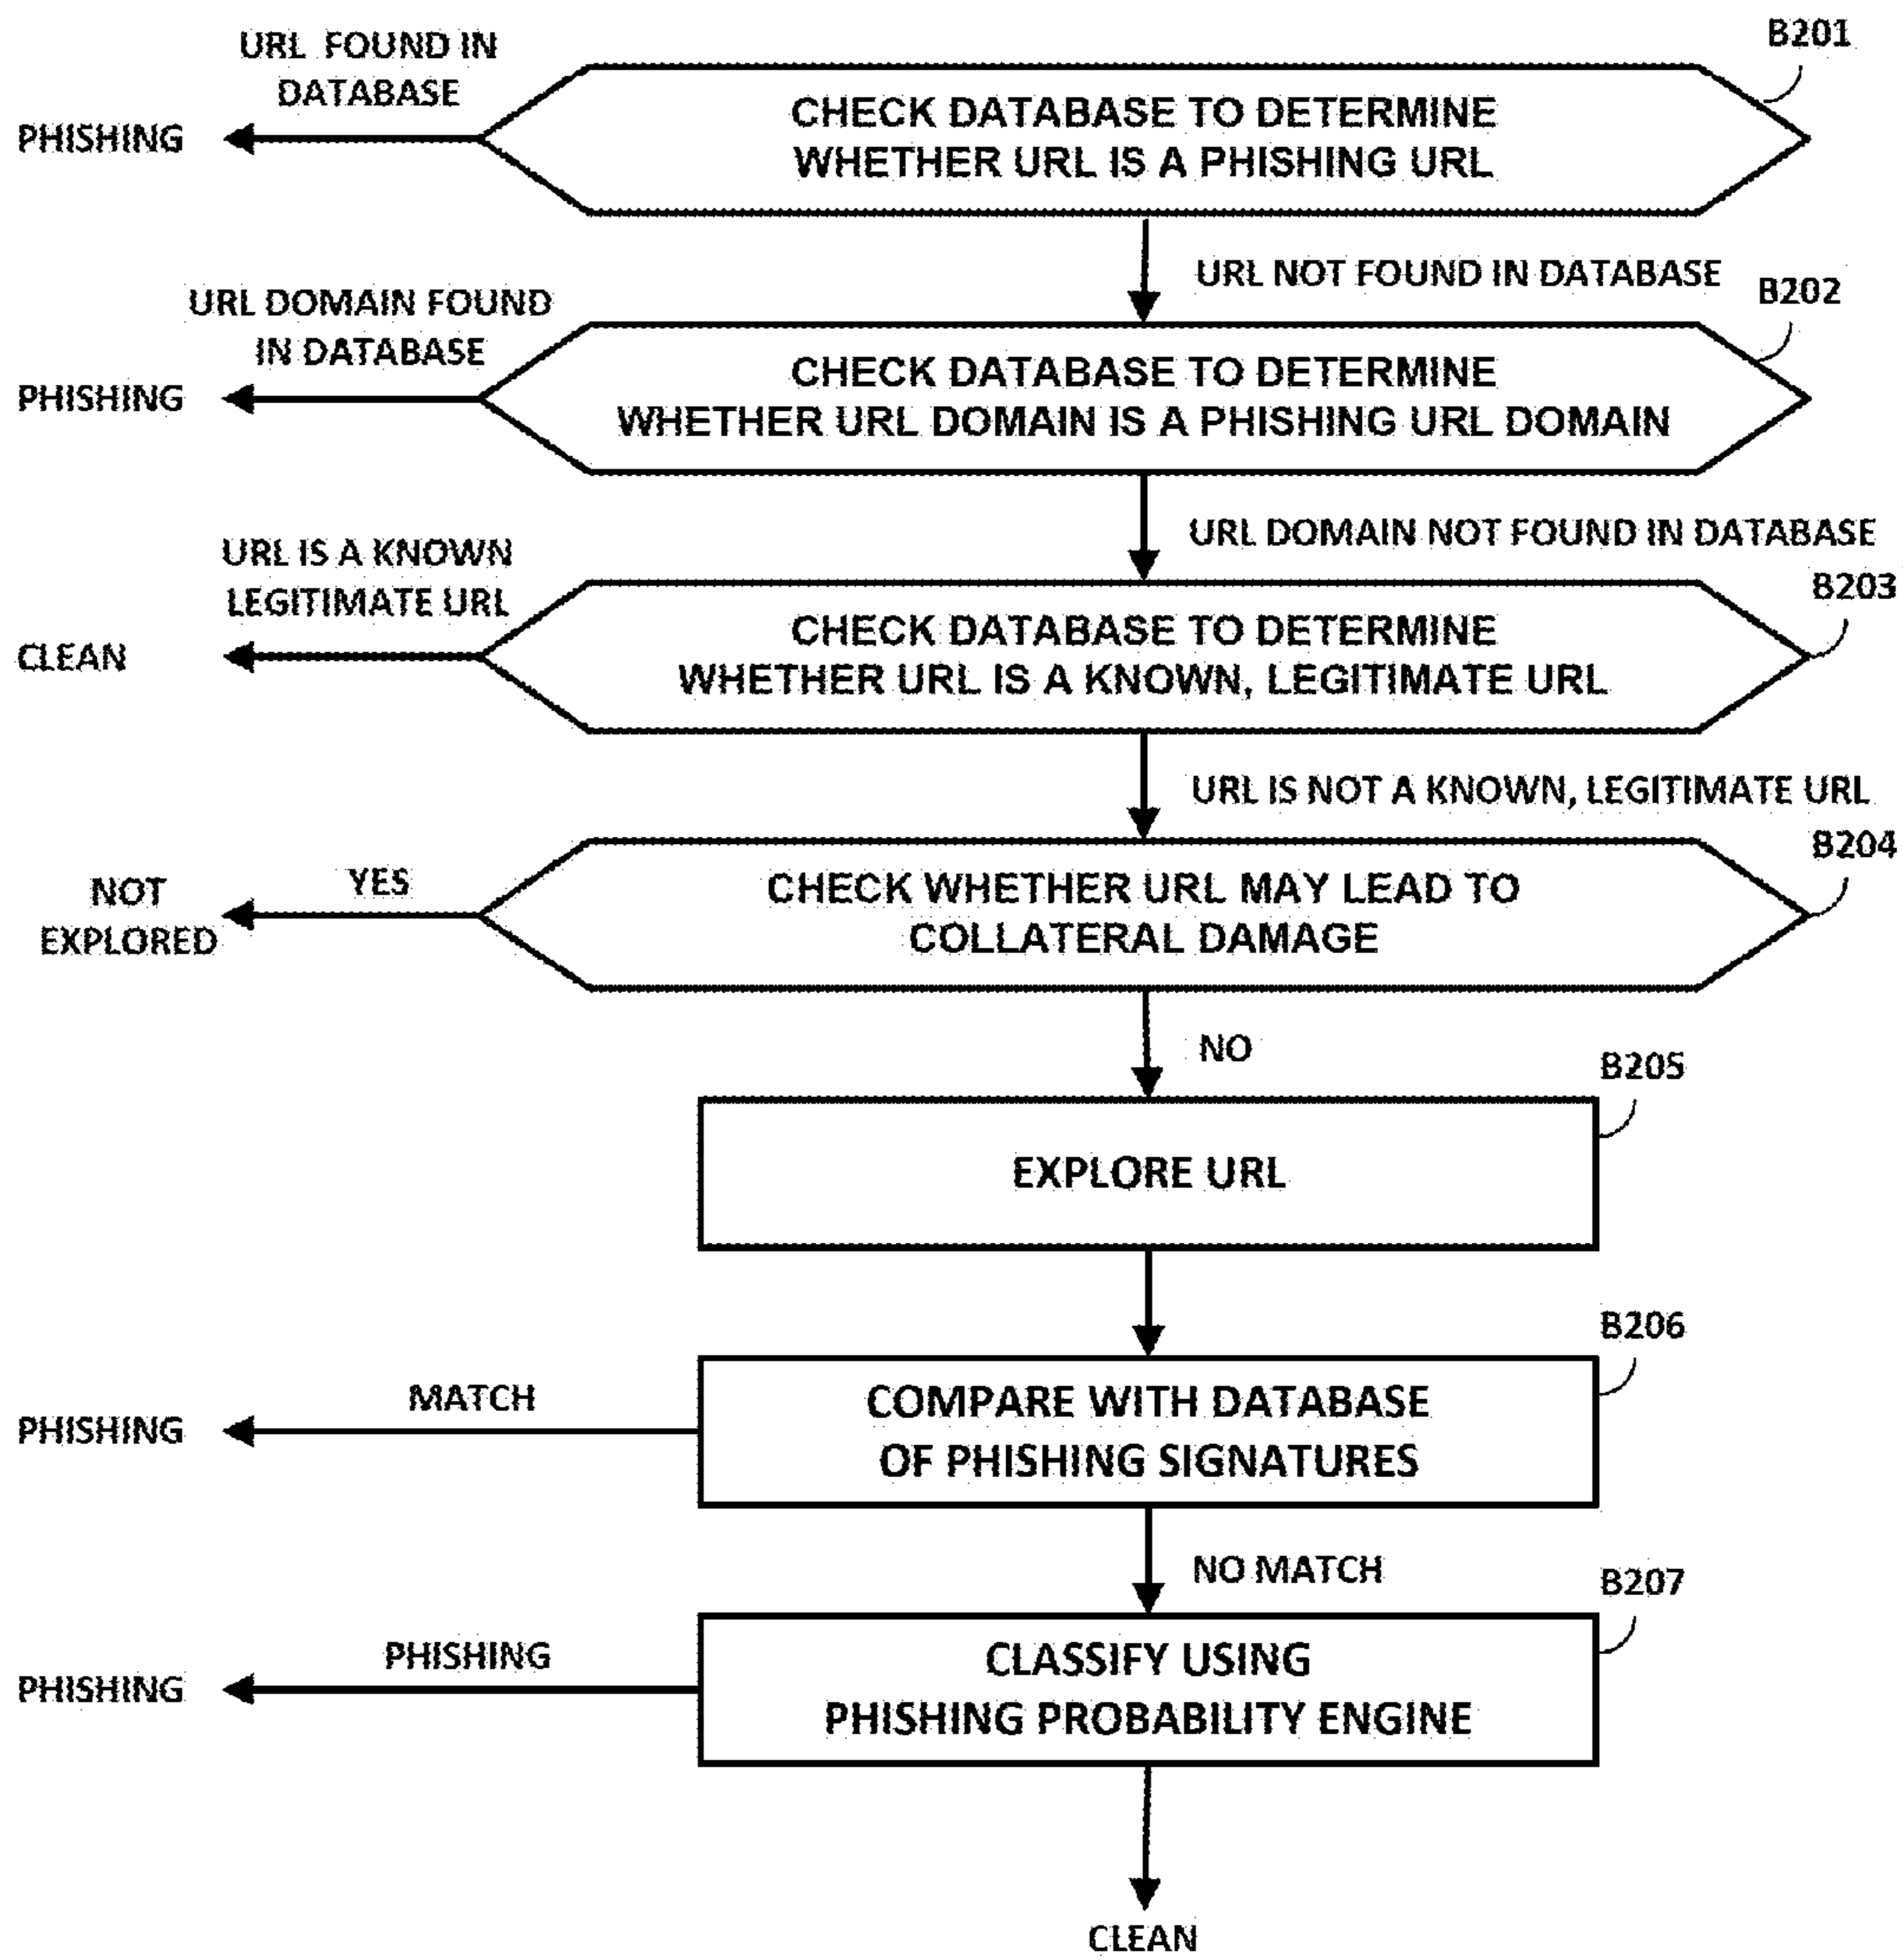 B201
URL FOUND IN
DATABASE
PHISHING
CHECK DATABASE TO DETERMINE
WHETHER URL IS A PHISHING URL
URL NOT FOUND IN DATABASE
B202
URL DOMAIN FOUND
IN DATABASE
PHISHING
CHECK DATABASE TO DETERMINE
WHETHER URL DOMAIN IS A PHISHING URL DOMAIN
URL DOMAIN NOT FOUND IN DATABASE
B203
URL IS A KNOWN
LEGITIMATE URL
CLEAN
CHECK DATABASE TO DETERMINE
WHETHER URL IS A KNOWN, LEGITIMATE URL
URL IS NOT A KNOWN, LEGITIMATE URL
B204
YES
NOT
EXPLORED
CHECK WHETHER URL MAY LEAD TO
COLLATERAL DAMAGE
NO
B205
EXPLORE URL
B206
MATCH
PHISHING
COMPARE WITH DATABASE
OF PHISHING SIGNATURES
NO MATCH
B207
PHISHING
PHISHING
CLASSIFY USING
PHISHING PROBABILITY ENGINE
CLEAN